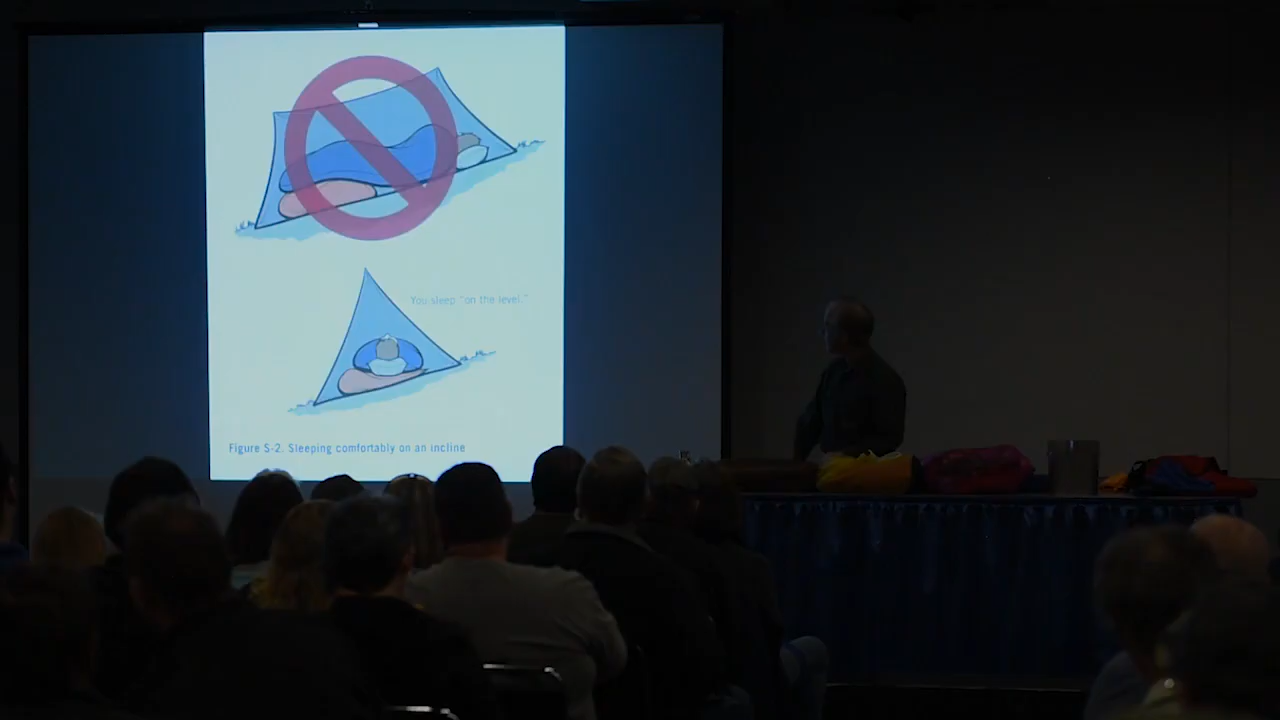 You sleep "on the level."
Figure S-2. Sleeping comfortably on an incline